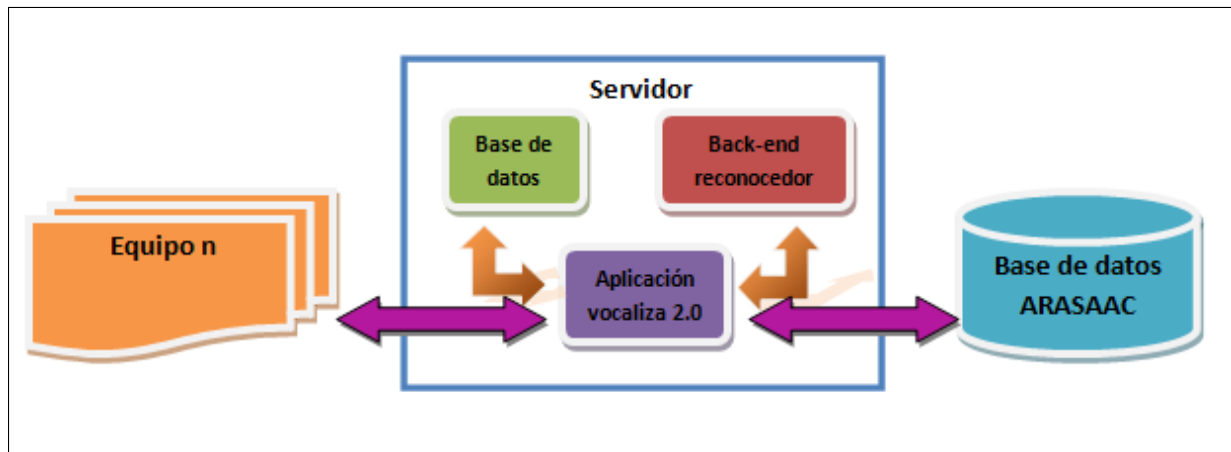 Servidor
Base de
datos
Back-end
reconocedor
Equipo n
Aplicación
vocaliza 2.0
Base de datos
ARASAAC